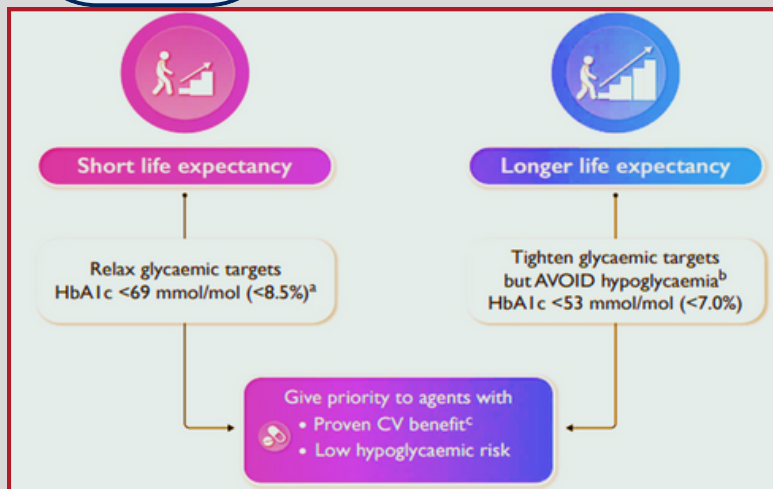 Short life expectancy
Longer life expectancy
Relax glycaemic targets
HbA1c <69 mmol/mol (<8.5%)ᵃ
Tighten glycaemic targets
but AVOID hypoglycaemiaᵇ
HbA1c <53 mmol/mol (<7.0%)
Give priority to agents with
• Proven CV benefitᶜ
• Low hypoglycaemic risk